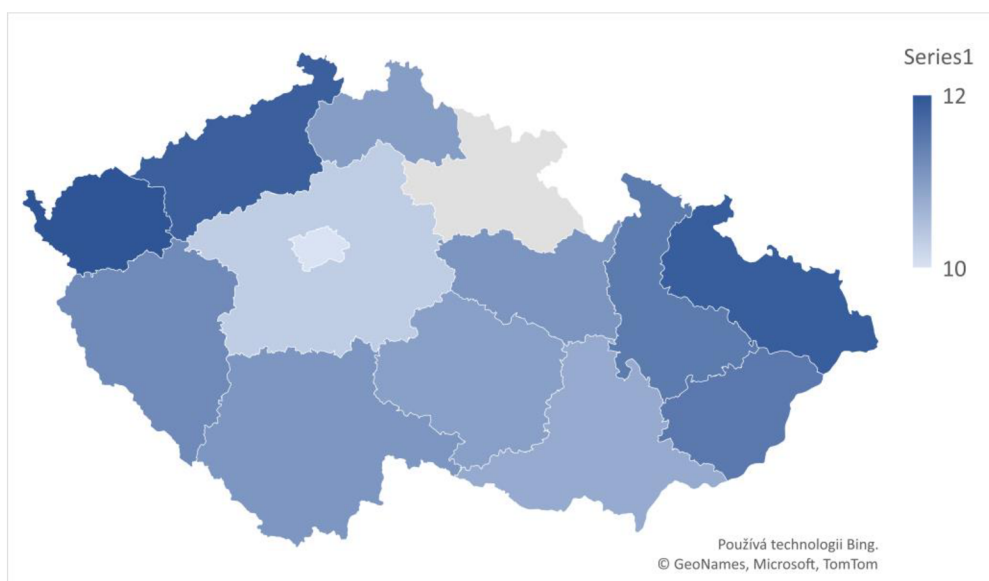 Series1
12
10
Používá technologii Bing.
© GeoNames, Microsoft, TomTom